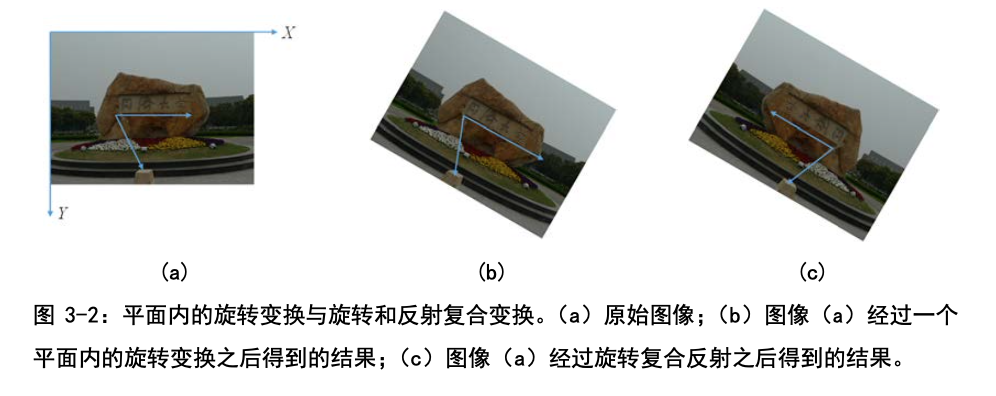 X
Y
(a)
(b)
(c)
图 3-2：平面内的旋转变换与旋转和反射复合变换。（a）原始图像；（b）图像（a）经过一个
平面内的旋转变换之后得到的结果；（c）图像（a）经过旋转复合反射之后得到的结果。